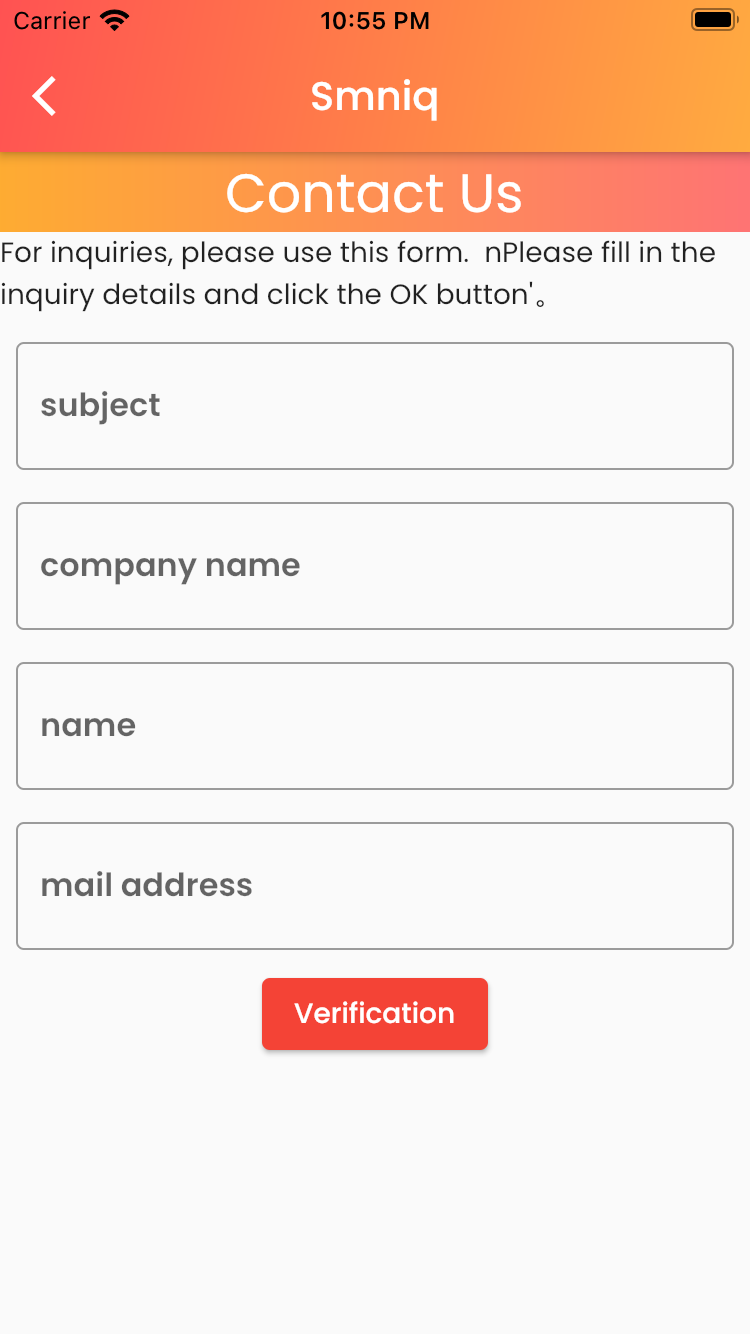 Carrier 10:55 PM
Smniq
Contact Us
For inquiries, please use this form.  nPlease fill in the
inquiry details and click the OK button'。
subject
company name
name
mail address
Verification